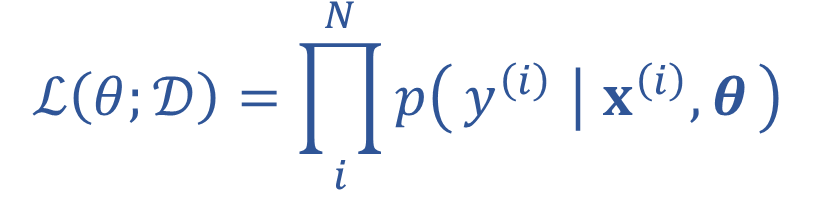 ℒ(θ; 𝒟) = ∏_{i}^{N} p( y^{(i)} | 𝐱^{(i)}, 𝜽 )